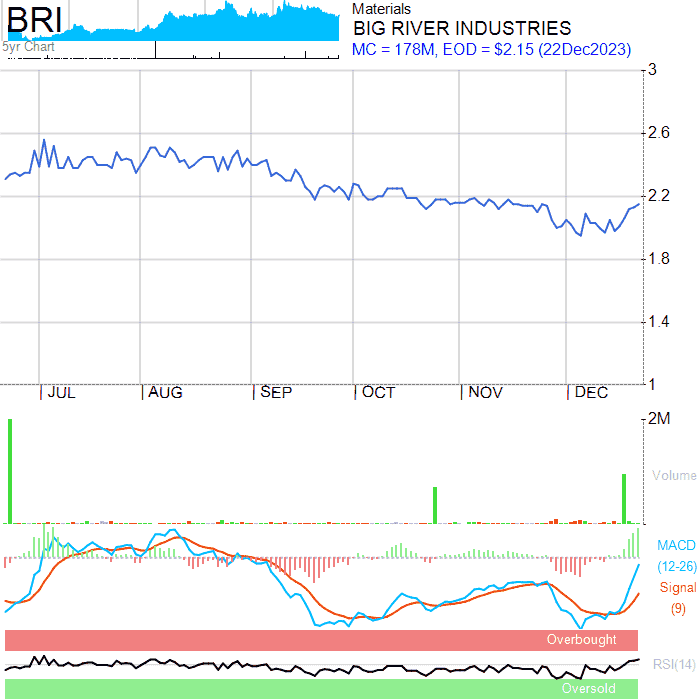 BRI
5yr Chart
Materials
BIG RIVER INDUSTRIES
MC = 178M, EOD = $2.15 (22Dec2023)
3
2.6
2.2
1.8
1.4
1
JUL AUG SEP OCT NOV DEC
2M
Volume
MACD
(12-26)
Signal
(9)
Overbought
RSI(14)
Oversold